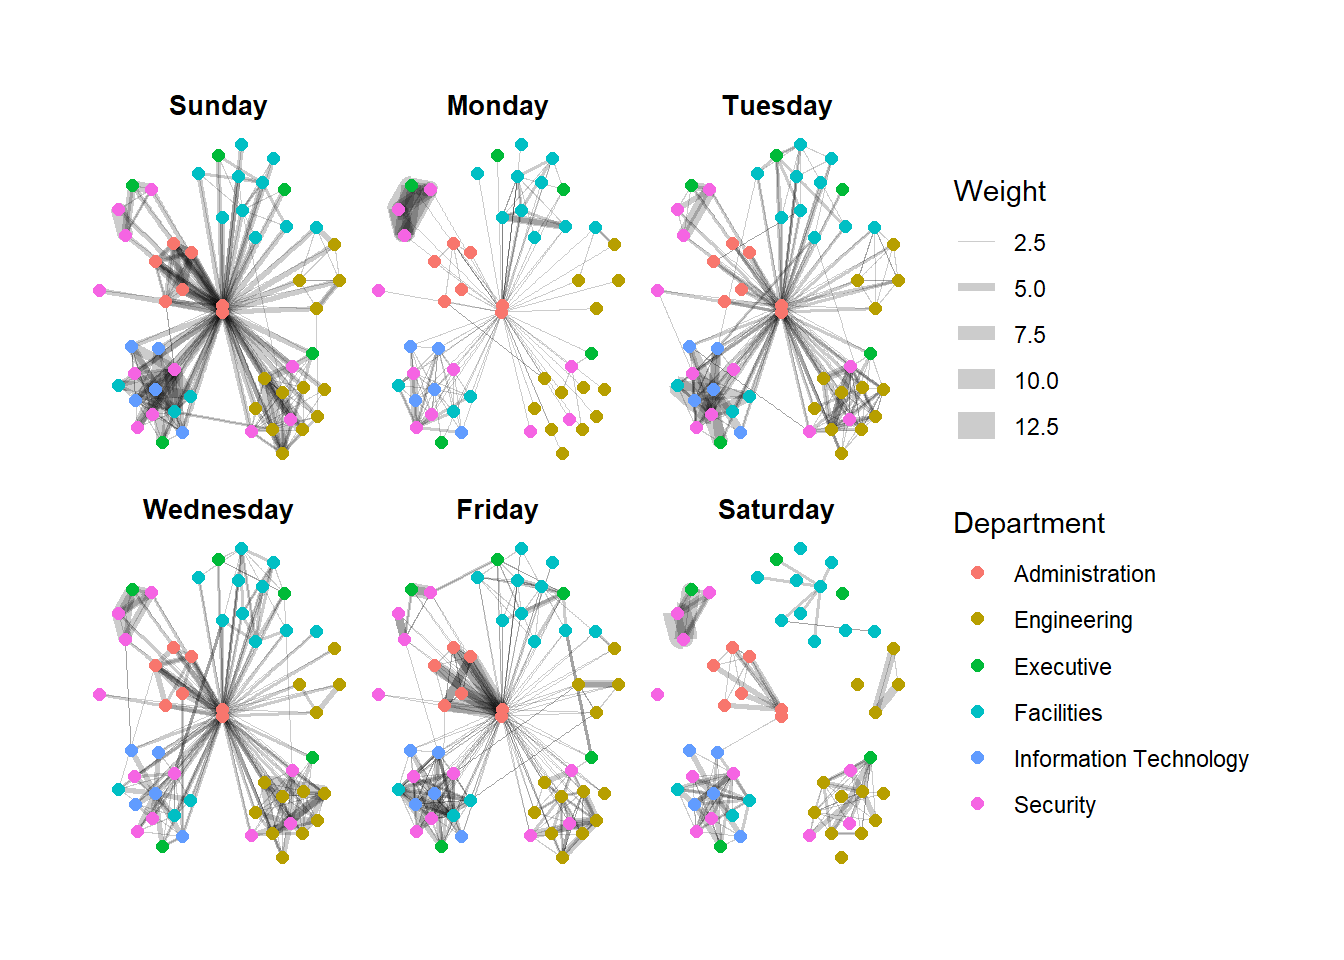 Sunday
Monday
Tuesday
Wednesday
Friday
Saturday
Weight
2.5
5.0
7.5
10.0
12.5
Department
Administration
Engineering
Executive
Facilities
Information Technology
Security